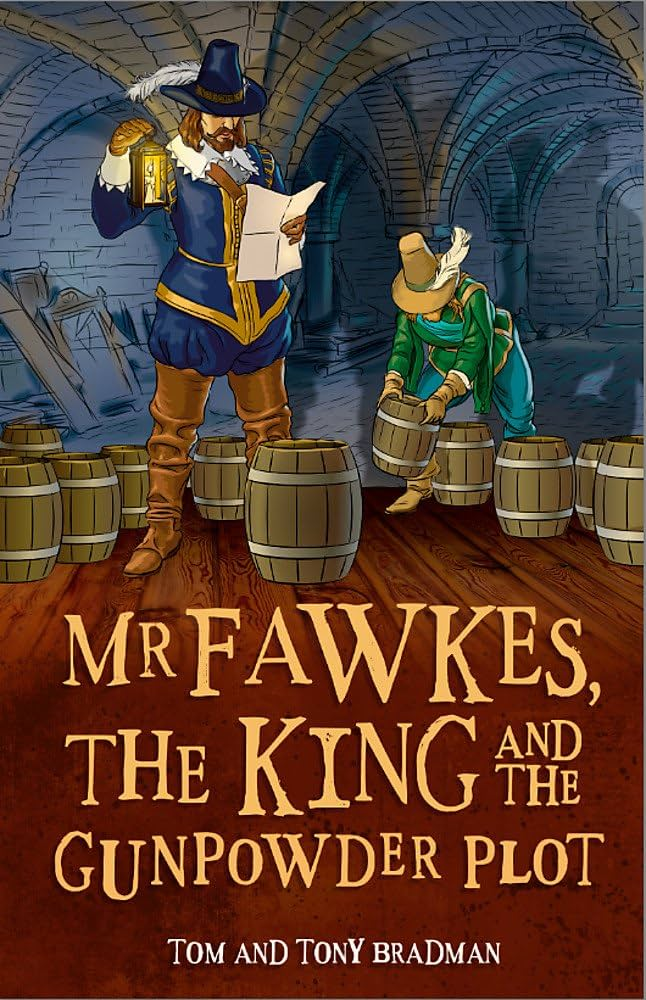 MR FAWKES,
THE KING AND THE
GUNPOWDER PLOT
TOM AND TONY BRADMAN